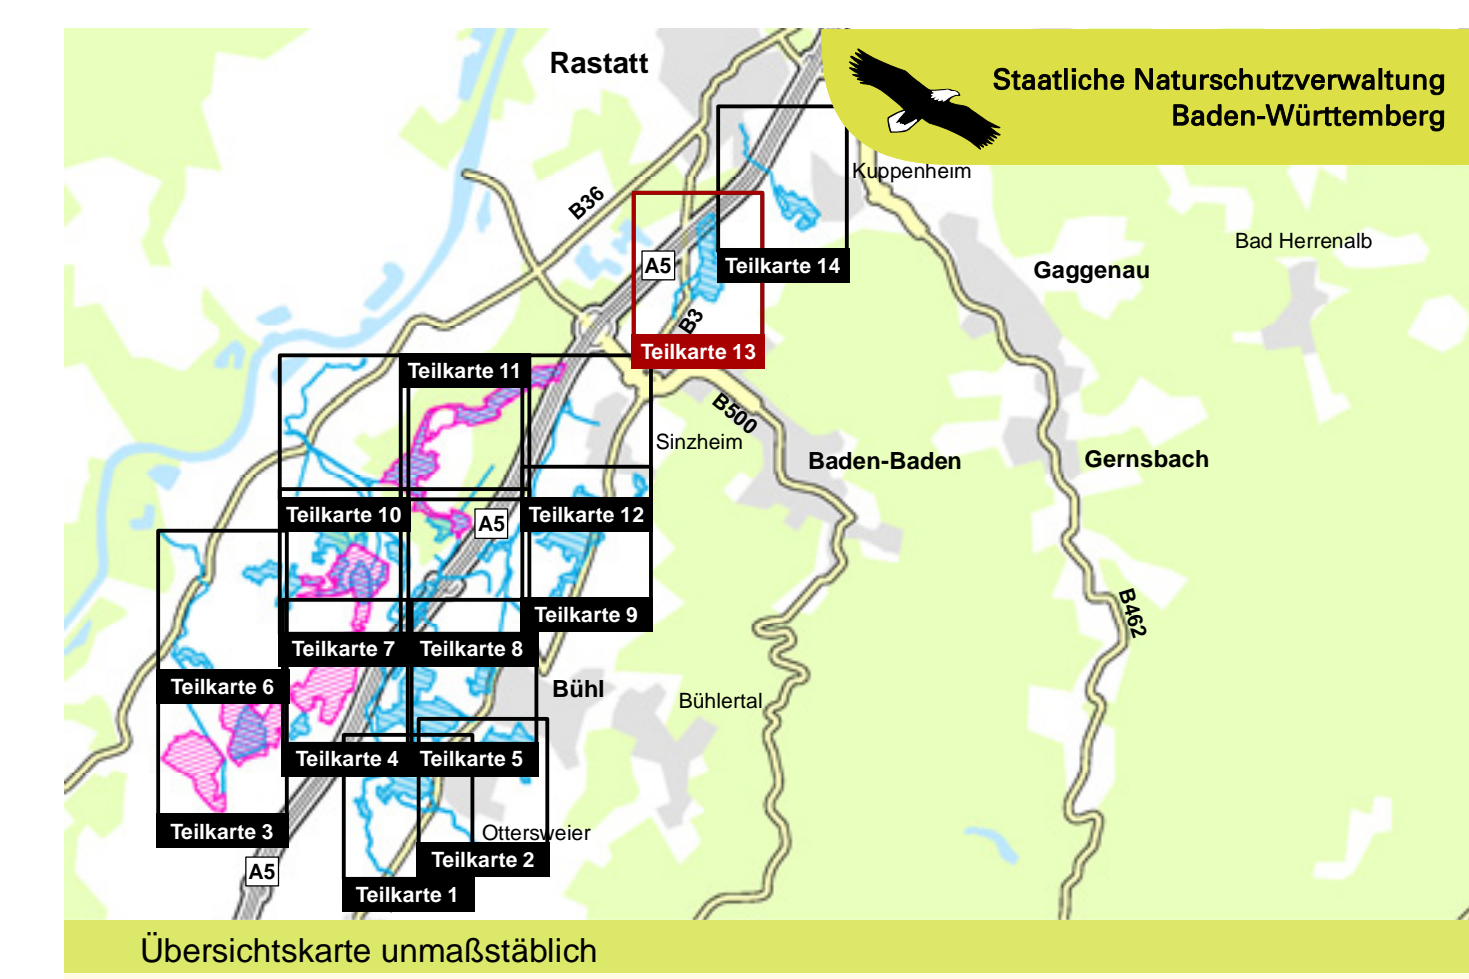 Rastatt
Staatliche Naturschutzverwaltung
Baden-Württemberg
Kuppenheim
B36
Bad Herrenalb
A5
Teilkarte 14
Gaggenau
B3
Teilkarte 13
Teilkarte 11
B500
Sinzheim
Baden-Baden
Gernsbach
Teilkarte 10
A5
Teilkarte 12
B462
Teilkarte 9
Teilkarte 7
Teilkarte 8
Teilkarte 6
Bühl
Bühlertal
Teilkarte 4
Teilkarte 5
Teilkarte 3
Ottersweier
Teilkarte 2
A5
Teilkarte 1
Übersichtskarte unmaßstäblich